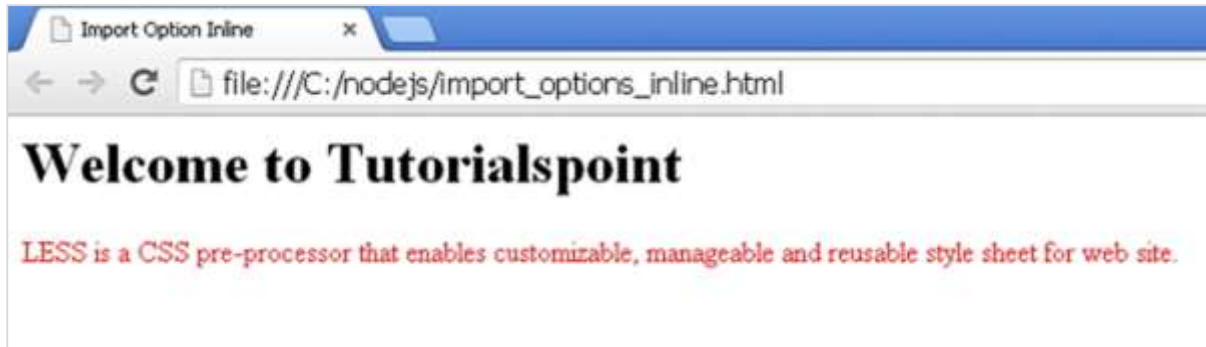 Import Option Inline
file:///C:/nodejs/import_options_inline.html
Welcome to Tutorialspoint
LESS is a CSS pre-processor that enables customizable, manageable and reusable style sheet for web site.